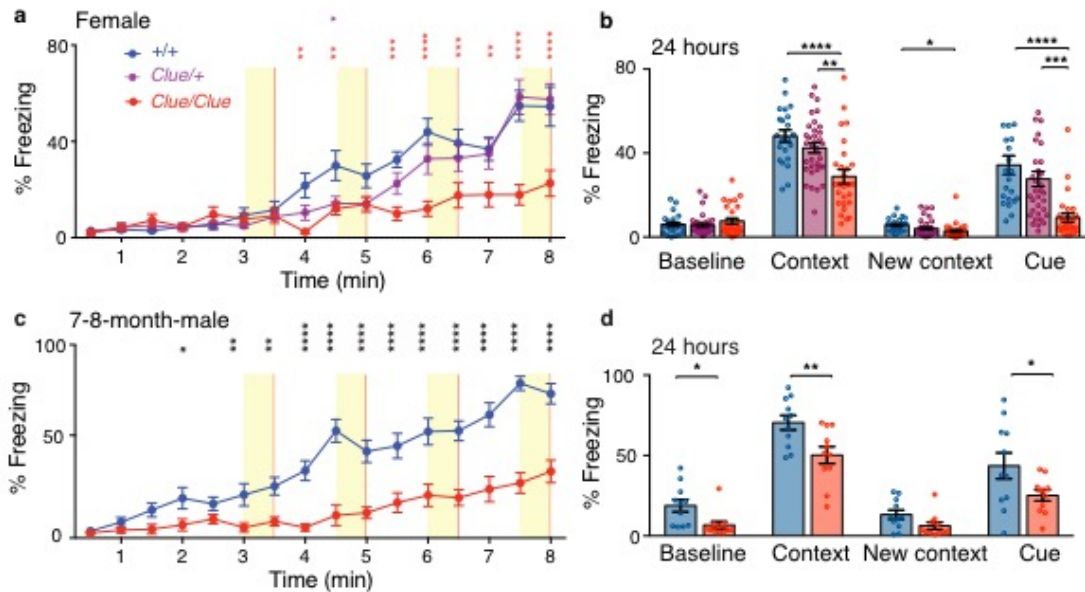 a Female
+/+
Clue/+
Clue/Clue
*
** ** *** **** *** ** **** ****
80
40
0
% Freezing
1 2 3 4 5 6 7 8
Time (min)
b 24 hours
**** ** * **** ***
80
40
0
% Freezing
Baseline Context New context Cue
c 7-8-month-male
* ** ** **** **** **** **** **** **** **** ****
100
50
0
% Freezing
1 2 3 4 5 6 7 8
Time (min)
d 24 hours
* ** *
100
50
0
% Freezing
Baseline Context New context Cue